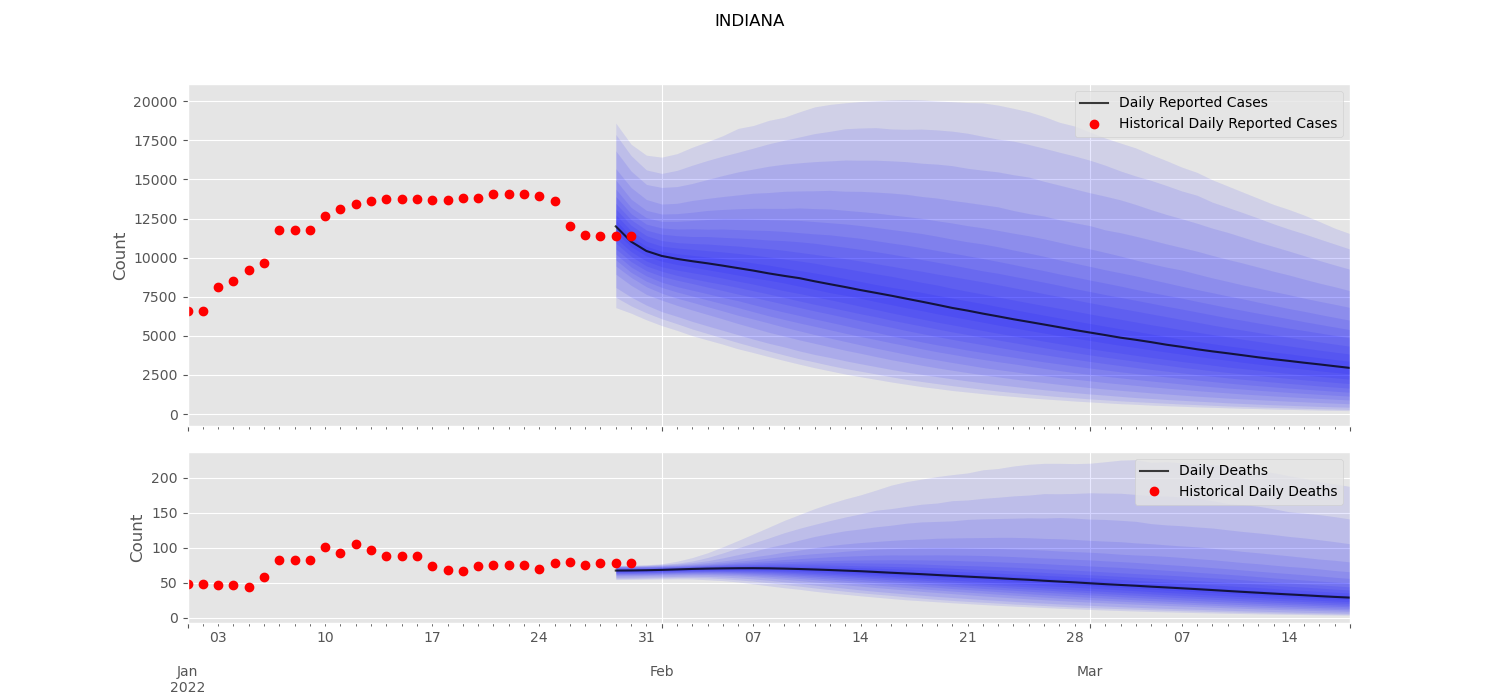 INDIANA
20000
17500
15000
12500
10000
7500
5000
2500
0
Count
Daily Reported Cases
Historical Daily Reported Cases
200
150
100
50
0
Count
Daily Deaths
Historical Daily Deaths
03 10 17 24 31 07 14 21 28 07 14
Jan Feb Mar
2022